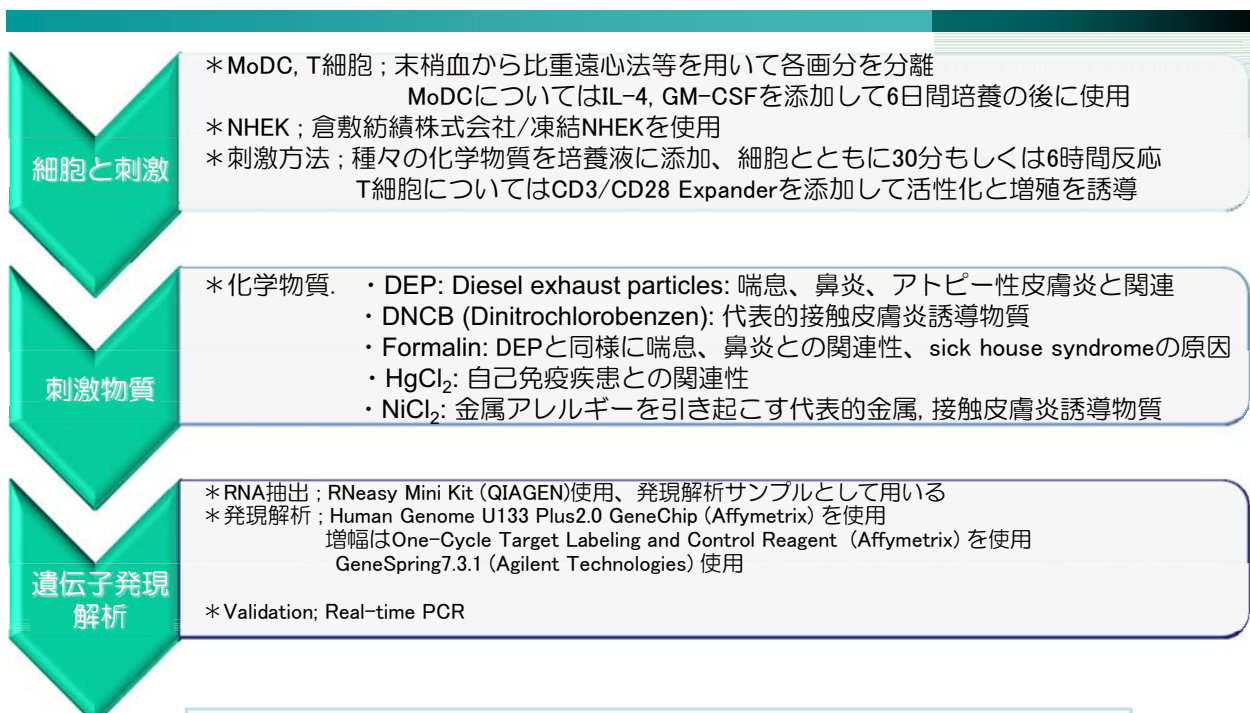 細胞と刺激
＊MoDC, T細胞 ; 末梢血から比重遠心法等を用いて各画分を分離
MoDCについてはIL-4, GM-CSFを添加して6日間培養の後に使用
＊NHEK ; 倉敷紡績株式会社/凍結NHEKを使用
＊刺激方法 ; 種々の化学物質を培養液に添加、細胞とともに30分もしくは6時間反応
T細胞についてはCD3/CD28 Expanderを添加して活性化と増殖を誘導
刺激物質
＊化学物質. ・DEP: Diesel exhaust particles: 喘息、鼻炎、アトピー性皮膚炎と関連
・DNCB (Dinitrochlorobenzen): 代表的接触皮膚炎誘導物質
・Formalin: DEPと同様に喘息、鼻炎との関連性、sick house syndromeの原因
・HgCl₂: 自己免疫疾患との関連性
・NiCl₂: 金属アレルギーを引き起こす代表的金属, 接触皮膚炎誘導物質
遺伝子発現
解析
＊RNA抽出 ; RNeasy Mini Kit (QIAGEN)使用、発現解析サンプルとして用いる
＊発現解析 ; Human Genome U133 Plus2.0 GeneChip (Affymetrix) を使用
増幅はOne-Cycle Target Labeling and Control Reagent (Affymetrix) を使用
GeneSpring7.3.1 (Agilent Technologies) 使用
＊Validation; Real-time PCR